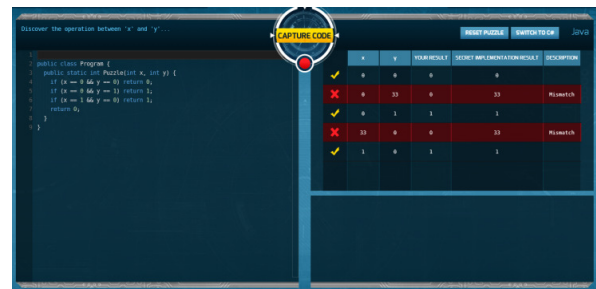 Discover the operation between 'x' and 'y'...
CAPTURE CODE
RESET PUZZLE SWITCH TO C# Java
1
2 public class Program {
3 public static int Puzzle(int x, int y) {
4 if (x == 0 && y == 0) return 0;
5 if (x == 0 && y == 1) return 1;
6 if (x == 1 && y == 0) return 1;
7 return 0;
8 }
9 }
x y YOUR RESULT SECRET IMPLEMENTATION RESULT DESCRIPTION
0 0 0 0
0 33 0 33 Mismatch
0 1 1 1
33 0 0 33 Mismatch
1 0 1 1